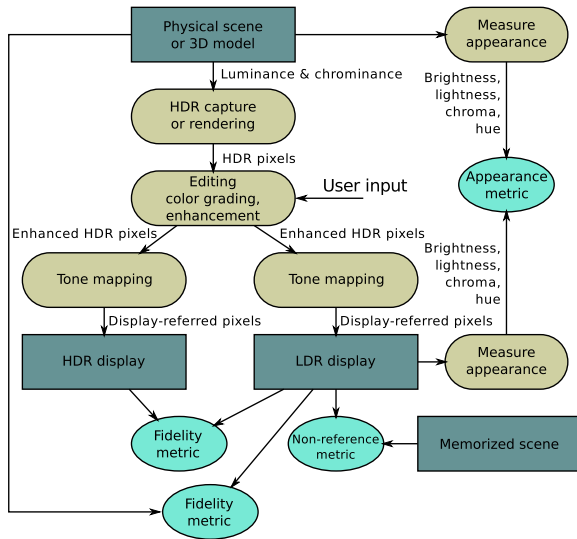 Physical scene
or 3D model
Measure
appearance
Luminance & chrominance
Brightness,
lightness,
chroma,
hue
HDR capture
or rendering
HDR pixels
Editing
color grading,
enhancement
User input
Appearance
metric
Enhanced HDR pixels
Enhanced HDR pixels
Brightness,
lightness,
chroma,
hue
Tone mapping
Tone mapping
Display-referred pixels
Display-referred pixels
HDR display
LDR display
Measure
appearance
Fidelity
metric
Non-reference
metric
Memorized scene
Fidelity
metric